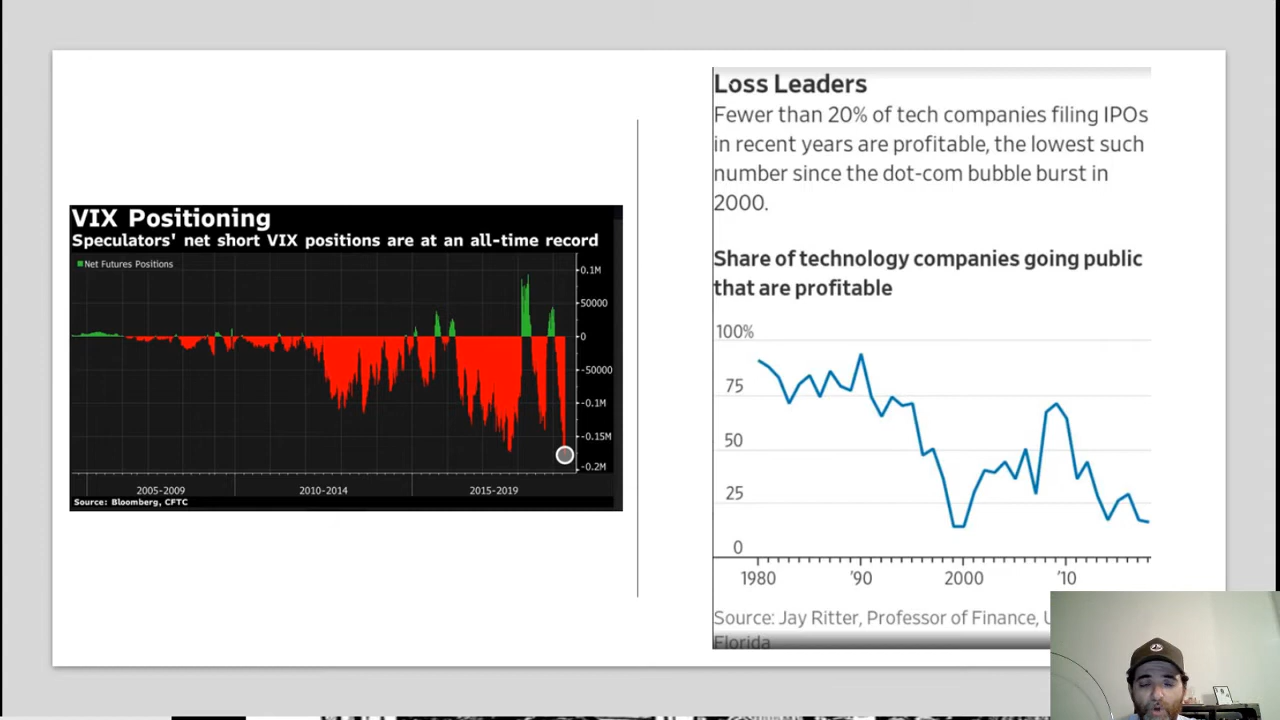 VIX Positioning
Speculators' net short VIX positions are at an all-time record
Net Futures Positions
0.1M
50000
0
-50000
-0.1M
-0.15M
-0.2M
2005-2009 2010-2014 2015-2019
Source: Bloomberg, CFTC
Loss Leaders
Fewer than 20% of tech companies filing IPOs
in recent years are profitable, the lowest such
number since the dot-com bubble burst in
2000.
Share of technology companies going public
that are profitable
100%
75
50
25
0
1980 '90 2000 '10
Source: Jay Ritter, Professor of Finance,
Florida